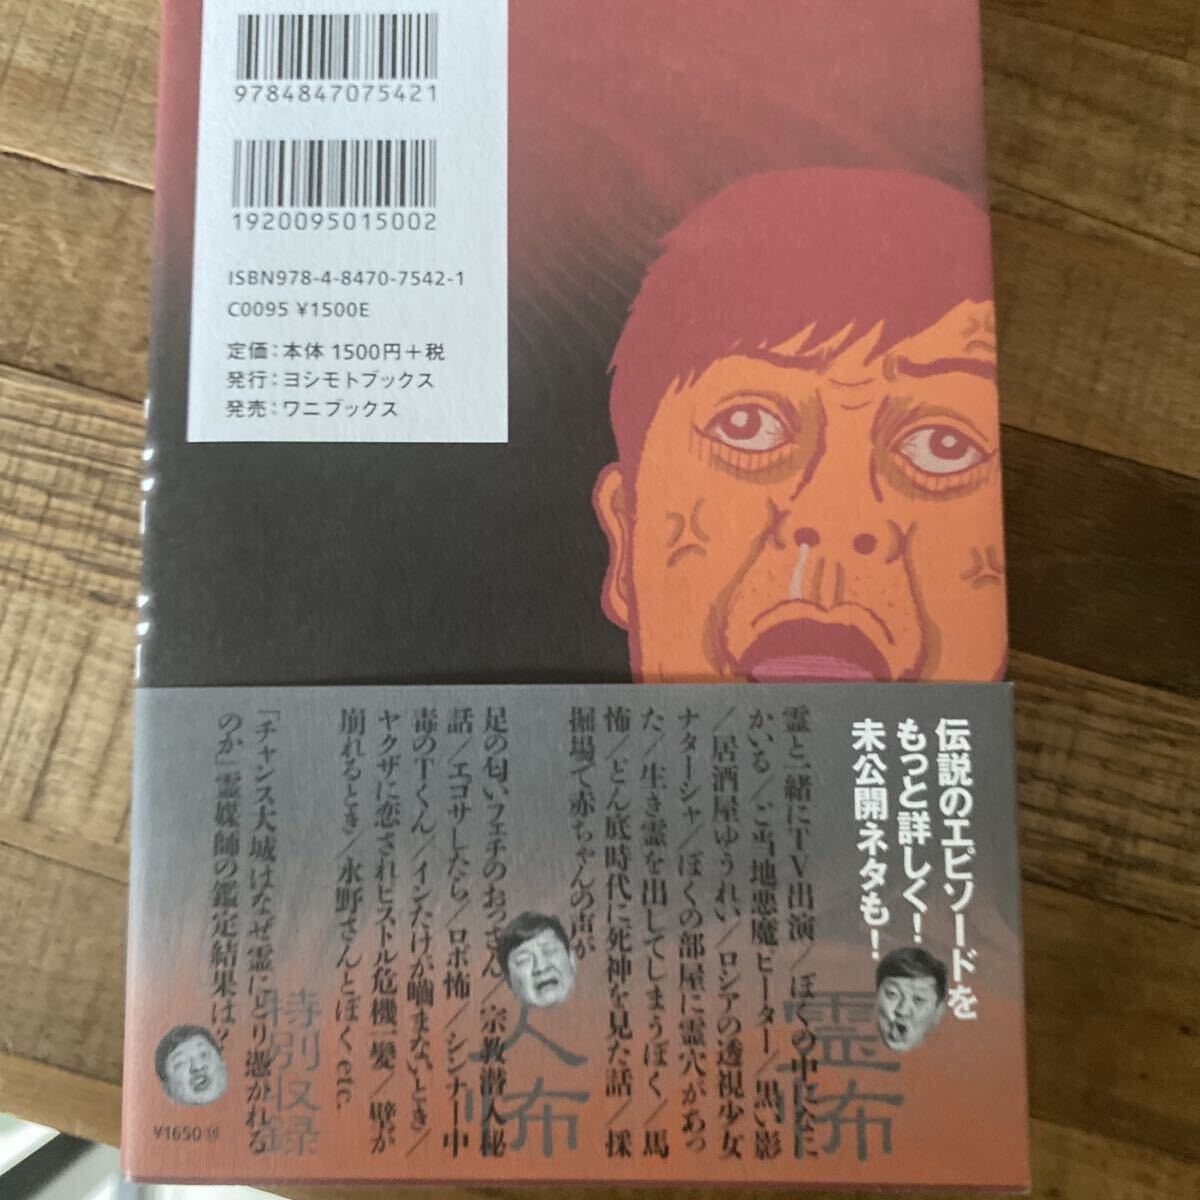 9784847075421
1920095015002
ISBN978-4-8470-7542-1
C0095 ¥1500E
定価：本体 1500円＋税
発行：ヨシモトブックス
発売：ワニブックス
伝説のエピソードを
もっと詳しく！
未公開ネタも！
霊怖
霊と一緒にTV出演／ぼくの中になに
かいる／ご当地悪魔ピーター／黒い影
／居酒屋ゆうれい／ロシアの透視少女
ナターシャ／ぼくの部屋に霊穴があっ
た／生き霊を出してしまうぼく／馬
怖／どん底時代に死神を見た話／採
掘場で赤ちゃんの声が
人怖
足の匂いフェチのおっさん／宗教潜入秘
話／エゴサしたら／ロボ怖／シンナー中
毒のTくん／インたけが噛まないとき／
ヤクザに恋されピストル危機一髪／壁が
崩れるとき／水野さんとぼく etc.
特別収録
「チャンス大城はなぜ霊にとり憑かれる
のか」霊媒師の鑑定結果は？
¥1650